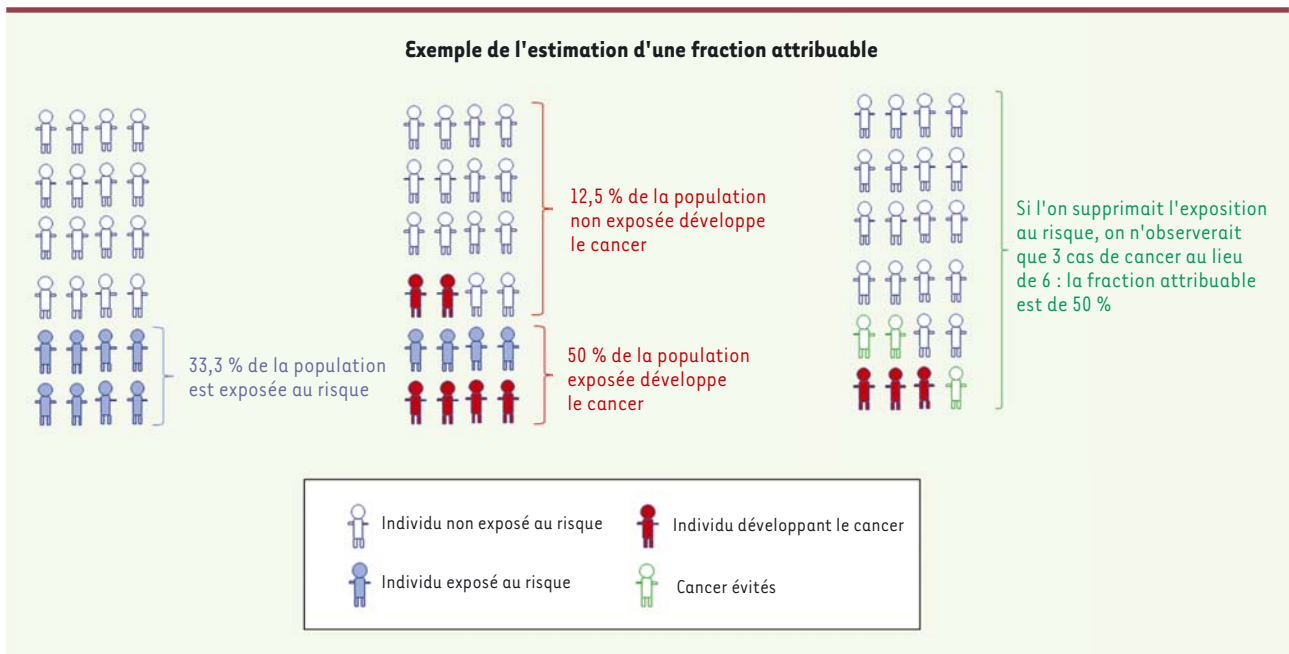 Exemple de l'estimation d'une fraction attribuable
33,3 % de la population
est exposée au risque
12,5 % de la population
non exposée développe
le cancer
50 % de la population
exposée développe
le cancer
Si l'on supprimait l'exposition
au risque, on n'observerait
que 3 cas de cancer au lieu
de 6 : la fraction attribuable
est de 50 %
Individu non exposé au risque
Individu développant le cancer
Individu exposé au risque
Cancer évités